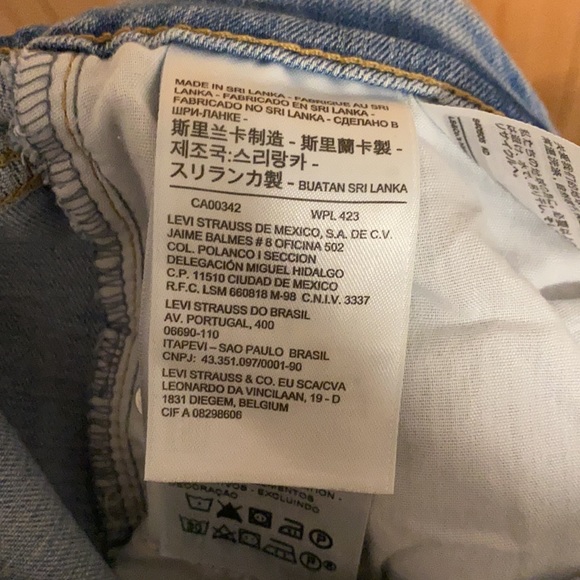 MADE IN SRI LANKA - FABRIQUE AU SRI
LANKA - FABRICADO EN SRI LANKA -
FABRICADO NO SRI LANKA - СДЕЛАНО В
ШРИ-ЛАНКЕ -
斯里兰卡制造 - 斯里蘭卡製 -
제조국:스리랑카 -
スリランカ製 - BUATAN SRI LANKA
CA00342 WPL 423
LEVI STRAUSS DE MEXICO, S.A. DE C.V.
JAIME BALMES # 8 OFICINA 502
COL. POLANCO I SECCION
DELEGACIÓN MIGUEL HIDALGO
C.P. 11510 CIUDAD DE MEXICO
R.F.C. LSM 660818 M-98 C.N.I.V. 3337
LEVI STRAUSS DO BRASIL
AV. PORTUGAL, 400
06690-110
ITAPEVI – SAO PAULO BRASIL
CNPJ: 43.351.097/0001-90
LEVI STRAUSS & CO. EU SCA/CVA
LEONARDO DA VINCILAAN, 19 - D
1831 DIEGEM, BELGIUM
CIF A 08298606
EXCLUINDO